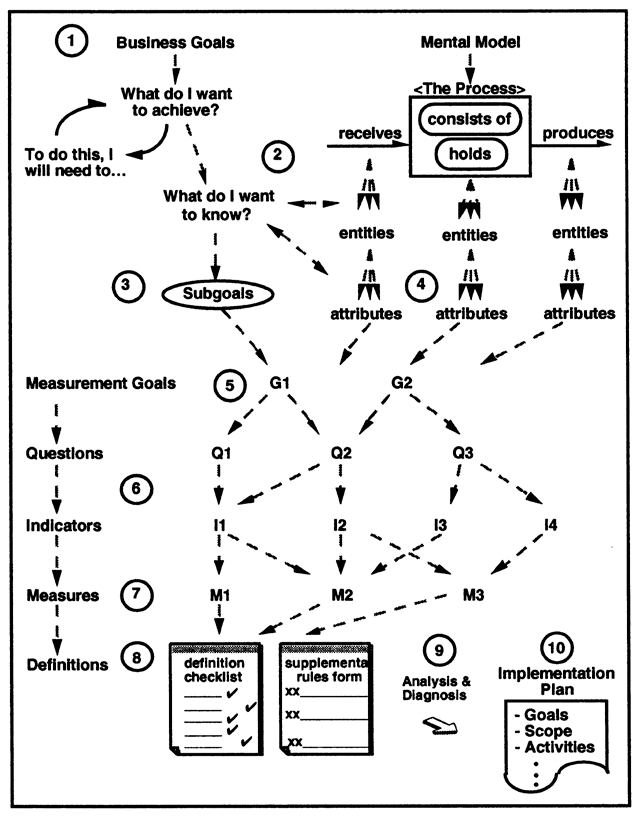 1
Business Goals
Mental Model
What do I want
to achieve?
<The Process>
consists of
holds
receives
produces
To do this, I
will need to...
2
What do I want
to know?
entities
entities
entities
3
Subgoals
4
attributes
attributes
attributes
Measurement Goals
5
G1
G2
Questions
Q1
Q2
Q3
6
Indicators
I1
I2
I3
I4
Measures
7
M1
M2
M3
Definitions
8
definition
checklist
supplementa
rules form
xx
xx
xx
9
Analysis &
Diagnosis
10
Implementation
Plan
- Goals
- Scope
- Activities